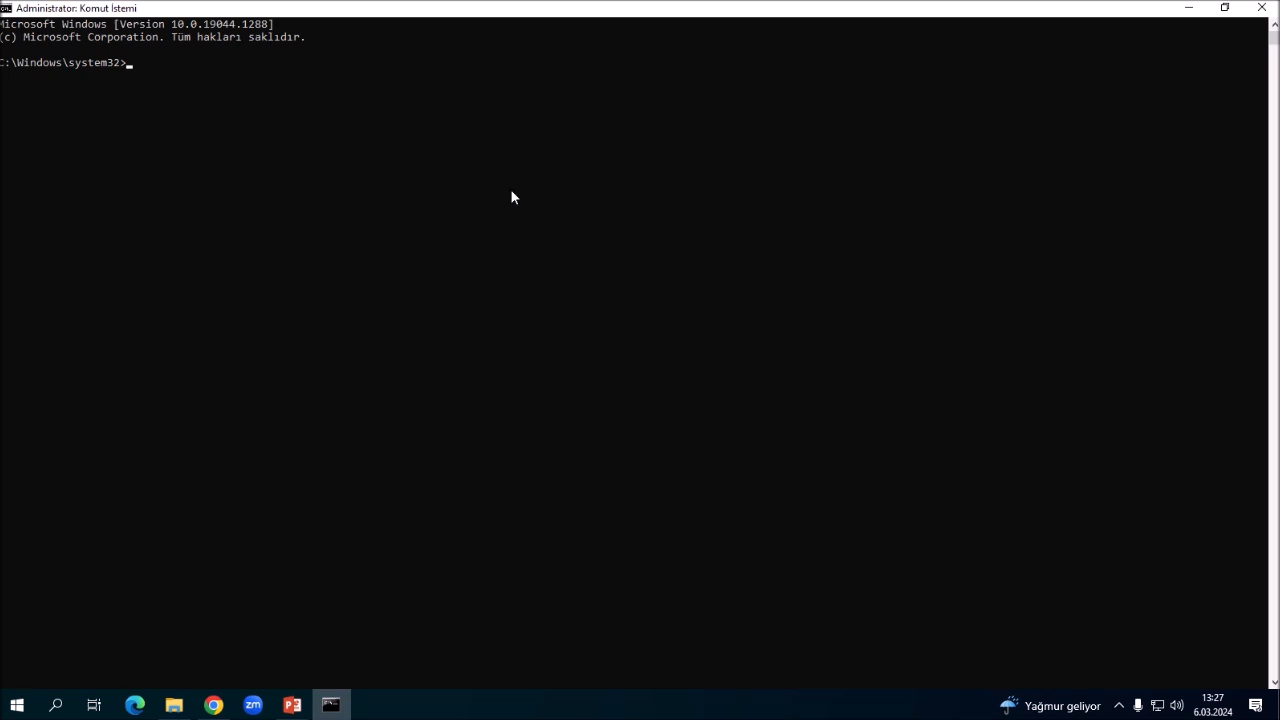 Administrator: Komut İstemi
Microsoft Windows [Version 10.0.19044.1288]
(c) Microsoft Corporation. Tüm hakları saklıdır.
C:\Windows\system32>
zm
Yağmur geliyor
13:27
6.03.2024